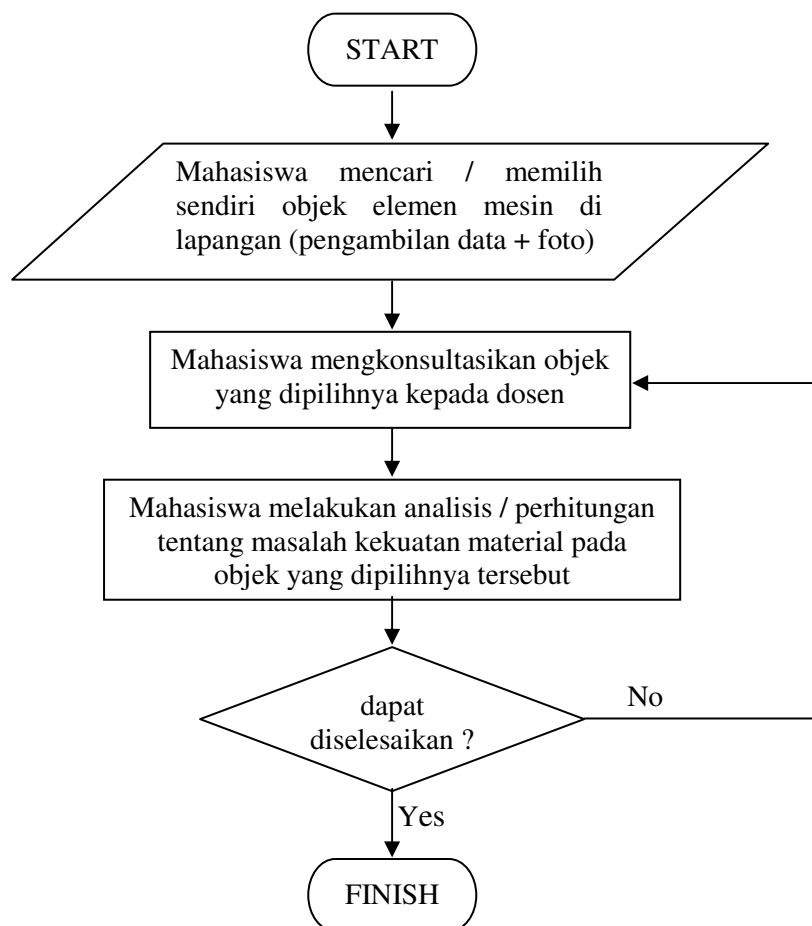 START
Mahasiswa mencari / memilih
sendiri objek elemen mesin di
lapangan (pengambilan data + foto)
Mahasiswa mengkonsultasikan objek
yang dipilihnya kepada dosen
Mahasiswa melakukan analisis / perhitungan
tentang masalah kekuatan material pada
objek yang dipilihnya tersebut
dapat
diselesaikan ?
No
Yes
FINISH